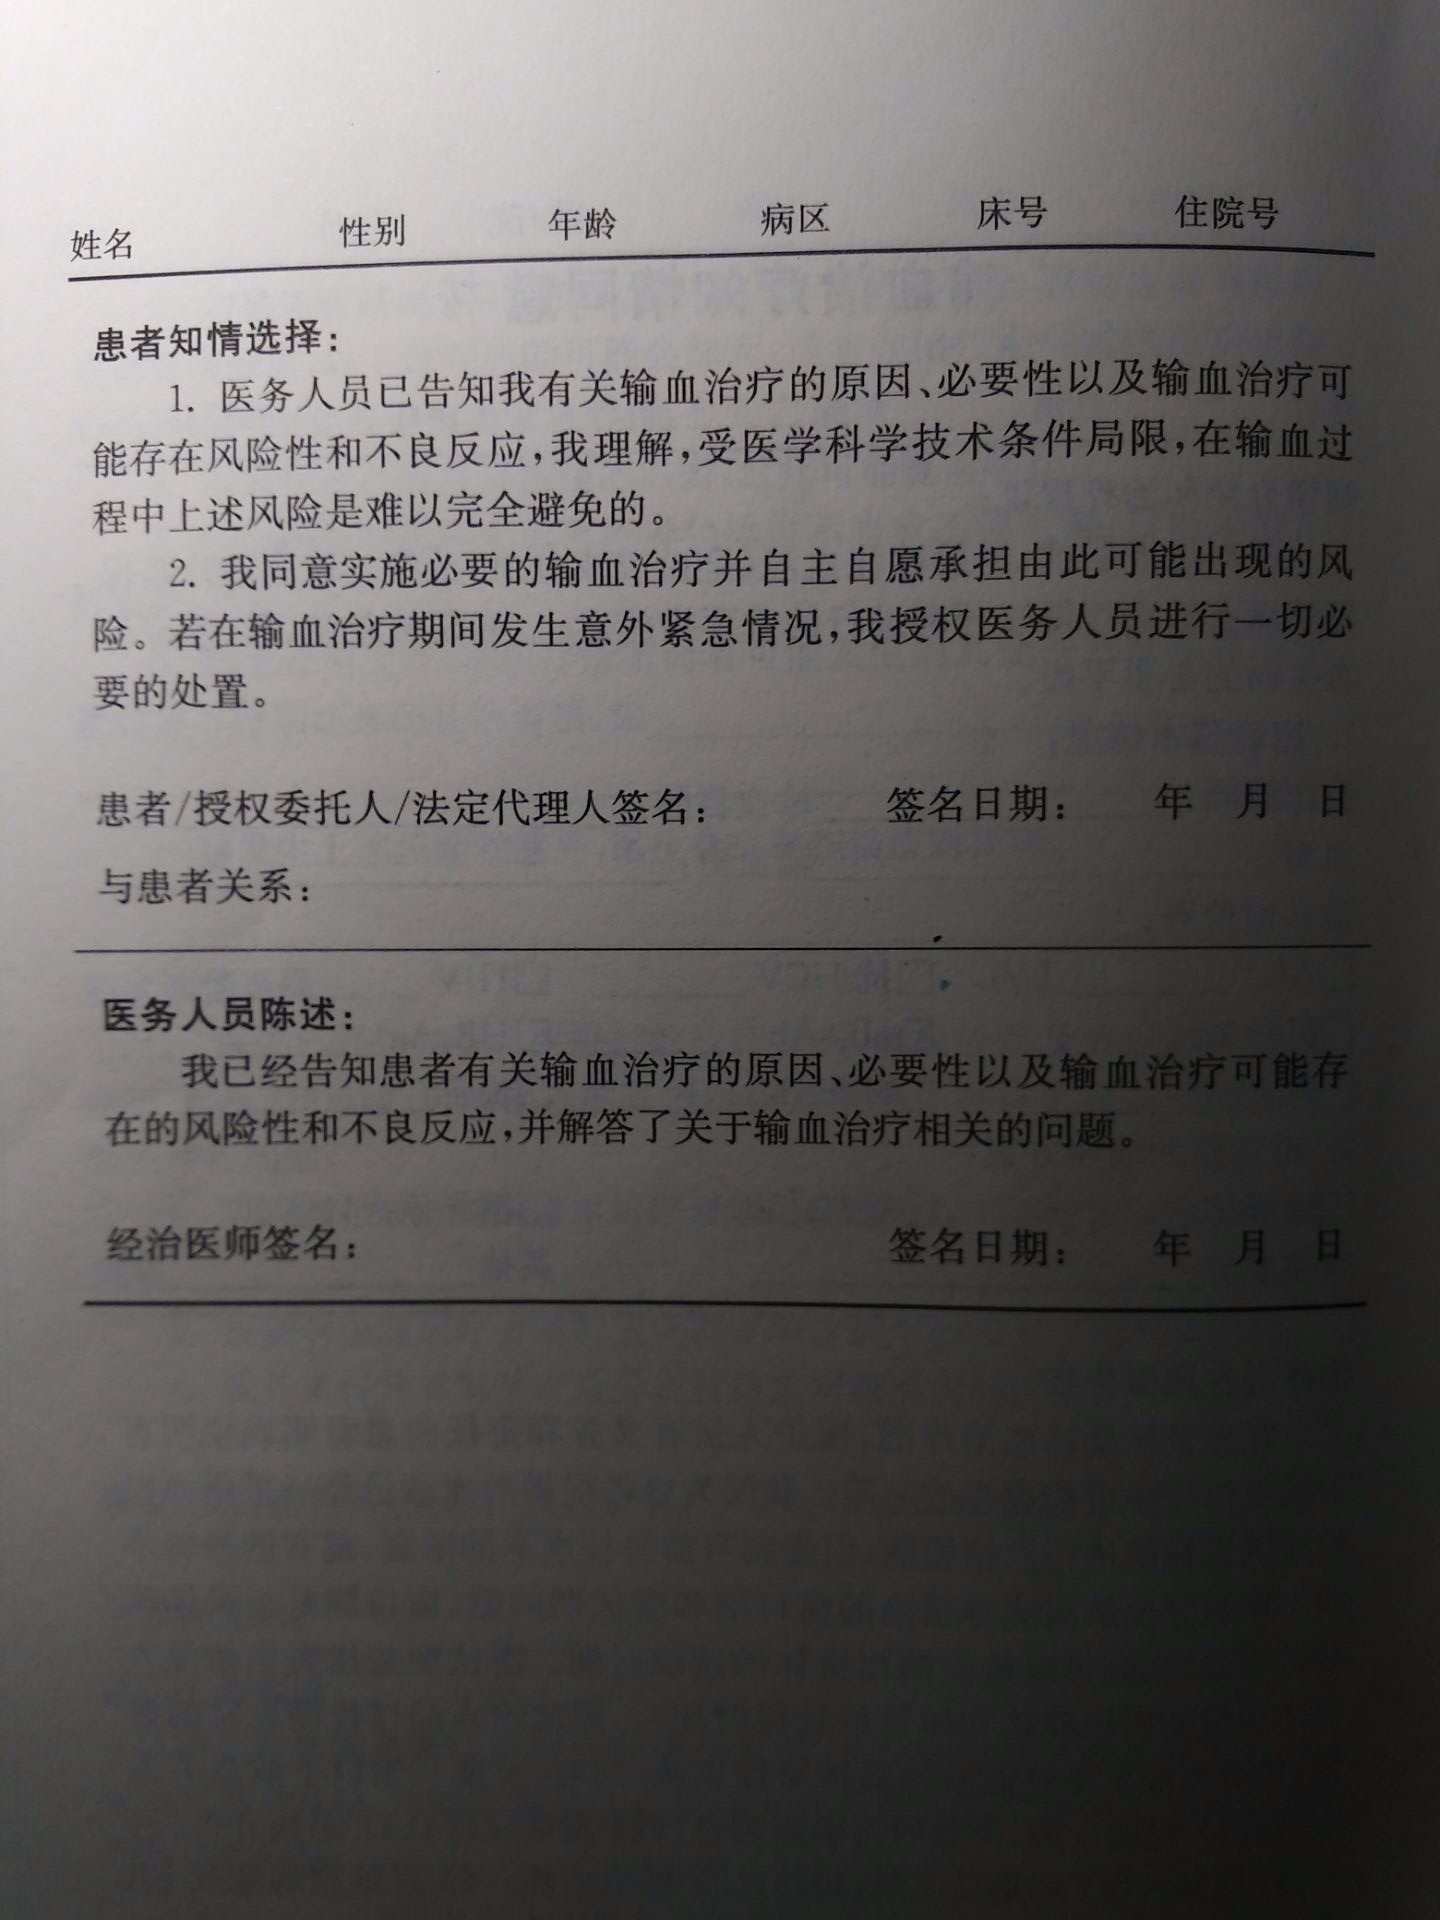 姓名 性别 年龄 病区 床号 住院号
患者知情选择：
1. 医务人员已告知我有关输血治疗的原因、必要性以及输血治疗可
能存在风险性和不良反应，我理解，受医学科学技术条件局限，在输血过
程中上述风险是难以完全避免的。
2. 我同意实施必要的输血治疗并自主自愿承担由此可能出现的风
险。若在输血治疗期间发生意外紧急情况，我授权医务人员进行一切必
要的处置。
患者/授权委托人/法定代理人签名： 签名日期： 年 月 日
与患者关系：
医务人员陈述：
我已经告知患者有关输血治疗的原因、必要性以及输血治疗可能存
在的风险性和不良反应，并解答了关于输血治疗相关的问题。
经治医师签名： 签名日期： 年 月 日